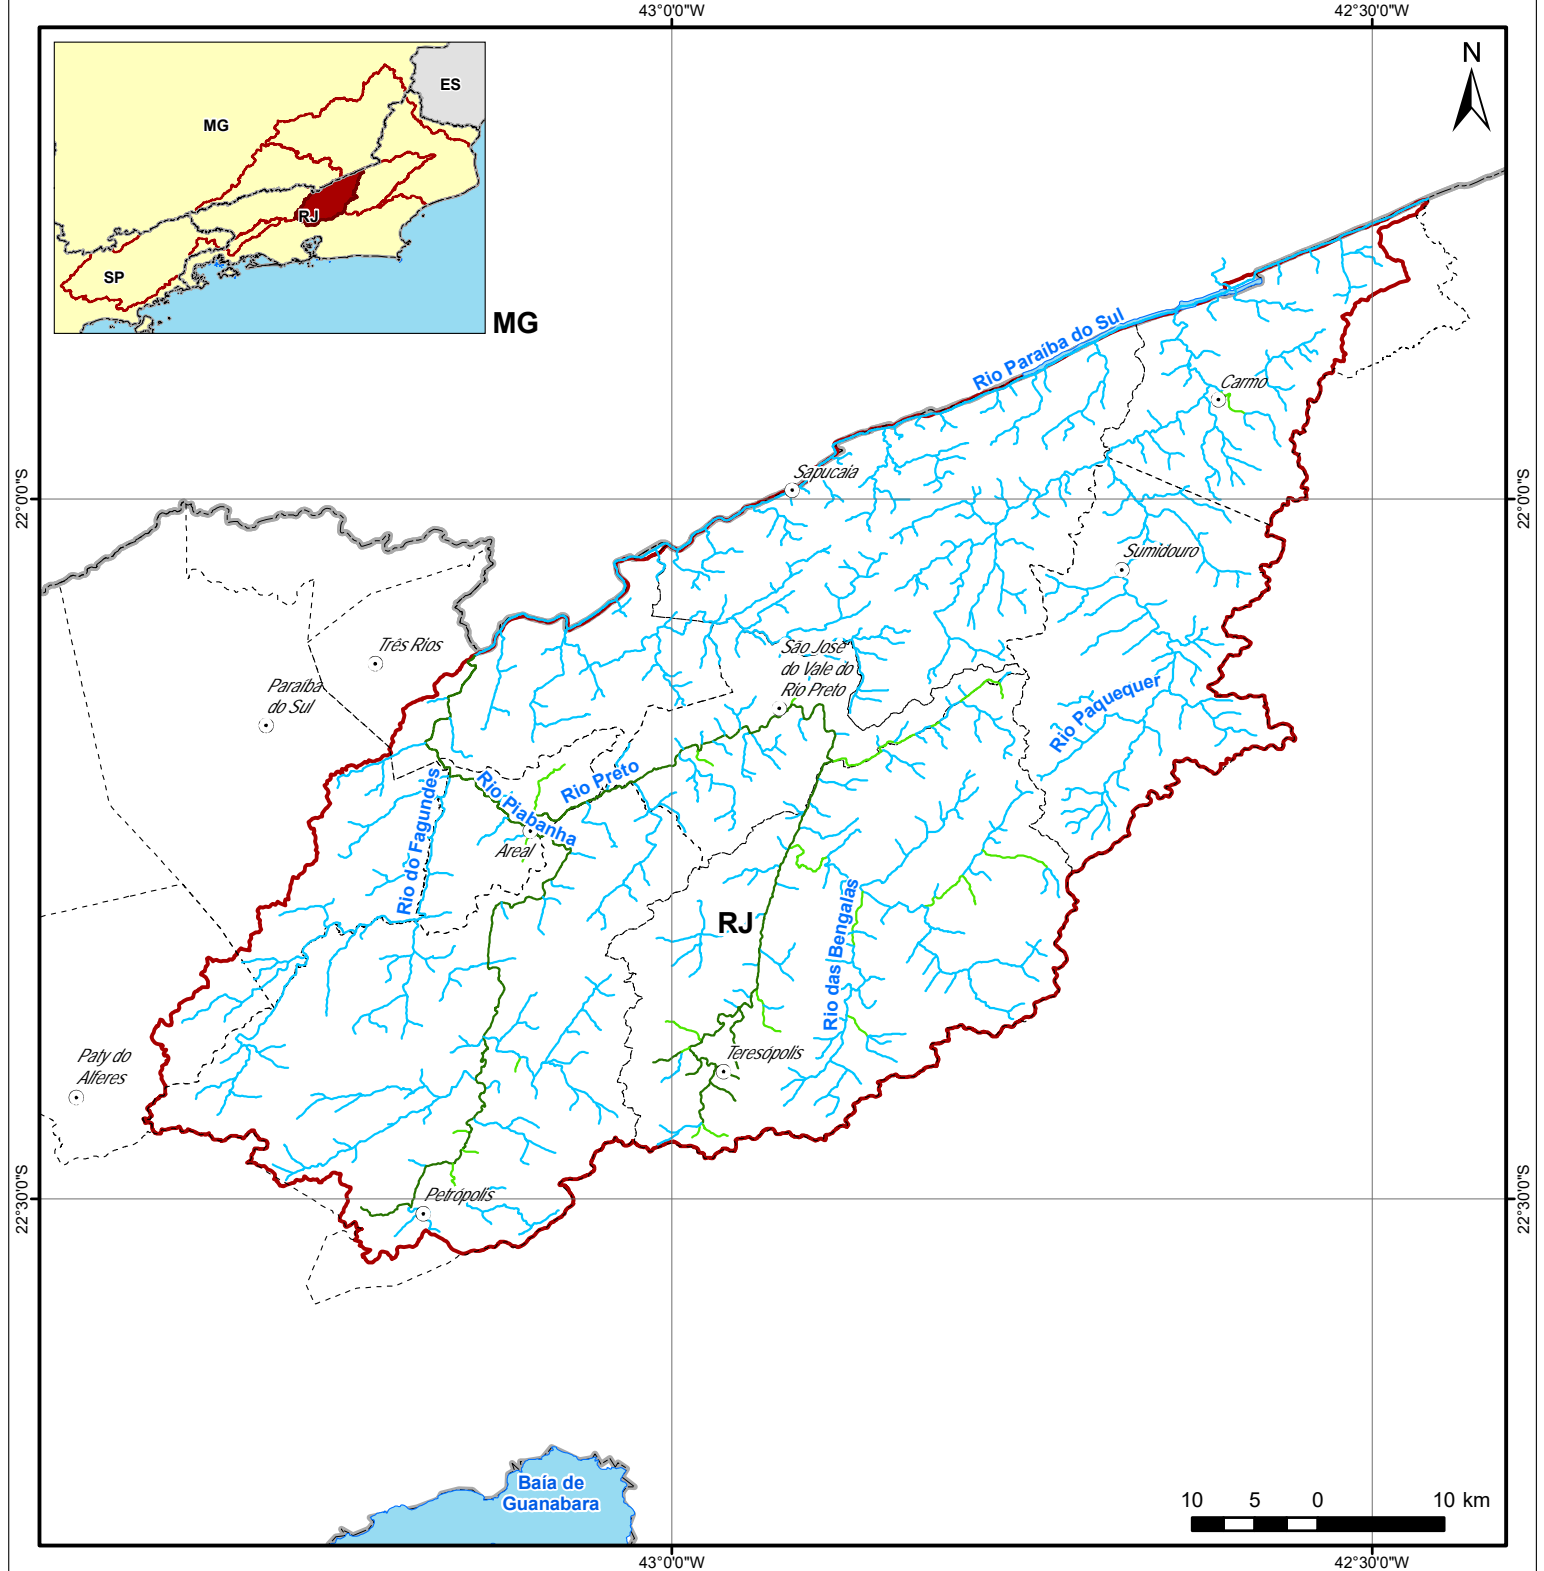 43°0'0"W
42°30'0"W
ES
MG
RJ
SP
N
MG
Rio Paraíba do Sul
Carmo
Sapucaia
22°0'0"S
22°0'0"S
Sumidouro
Três Rios
São José
do Vale do
Rio Preto
Paraíba
do Sul
Rio Paquequer
Rio Preto
Rio Piabanha
Rio do Fagundes
Areal
RJ
Rio das Bengalas
Teresópolis
Paty do
Alferes
22°30'0"S
22°30'0"S
Petrópolis
Baía de
Guanabara
10 5 0 10 km
43°0'0"W
42°30'0"W